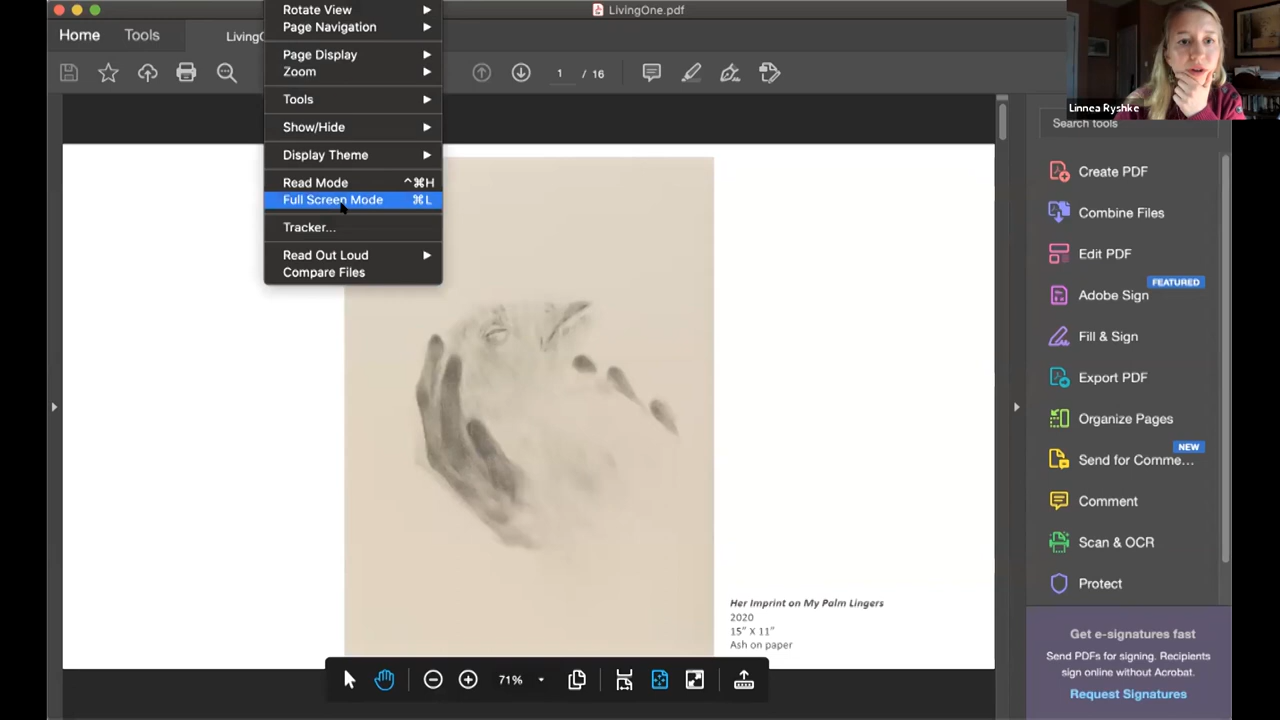 LivingOne.pdf
Home
Tools
Rotate View
Page Navigation
Page Display
Zoom
Tools
Show/Hide
Display Theme
Read Mode ^⌘H
Full Screen Mode ⌘L
Tracker...
Read Out Loud
Compare Files
1 / 16
Linnea Ryshke
Search tools
Create PDF
Combine Files
Edit PDF
FEATURED
Adobe Sign
Fill & Sign
Export PDF
Organize Pages
NEW
Send for Comme...
Comment
Scan & OCR
Protect
Get e-signatures fast
Send PDFs for signing. Recipients
sign online without Acrobat.
Request Signatures
Her Imprint on My Palm Lingers
2020
15" X 11"
Ash on paper
71%